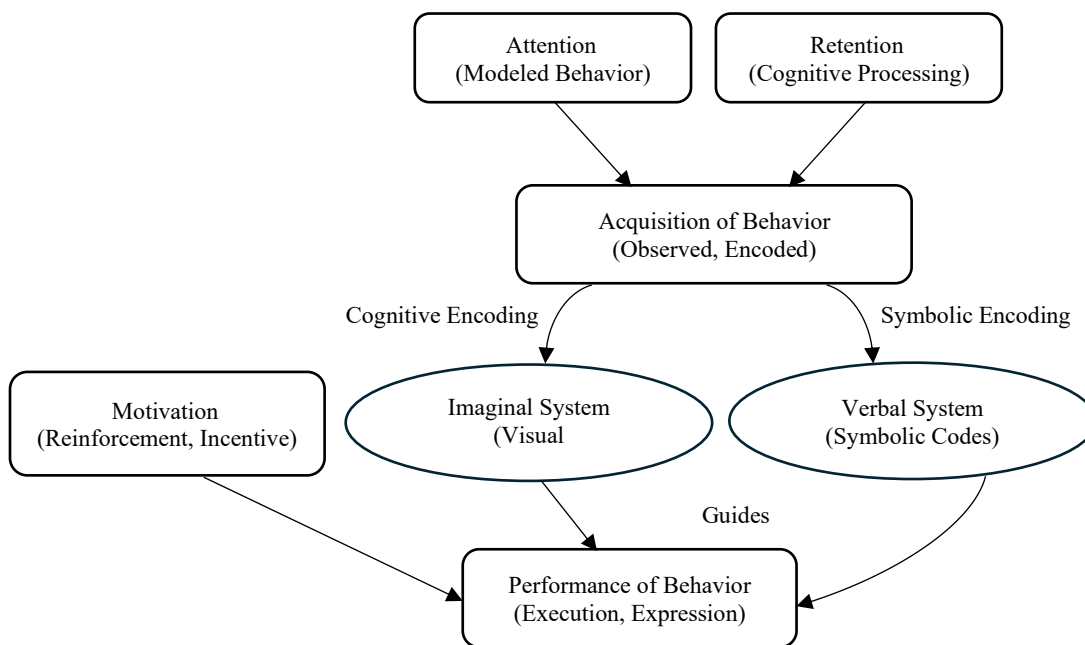 Attention
(Modeled Behavior)
Retention
(Cognitive Processing)
Acquisition of Behavior
(Observed, Encoded)
Cognitive Encoding
Symbolic Encoding
Motivation
(Reinforcement, Incentive)
Imaginal System
(Visual
Verbal System
(Symbolic Codes)
Guides
Performance of Behavior
(Execution, Expression)